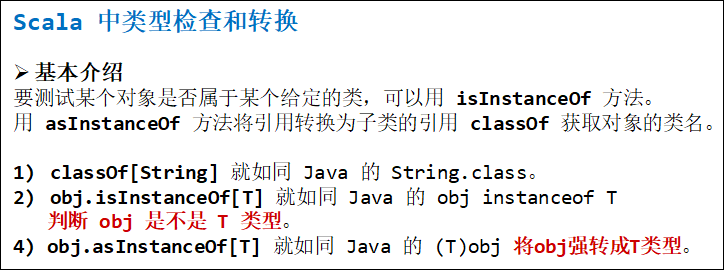 Scala 中类型检查和转换
➢ 基本介绍
要测试某个对象是否属于某个给定的类，可以用 isInstanceOf 方法。
用 asInstanceOf 方法将引用转换为子类的引用 classOf 获取对象的类名。
1) classOf[String] 就如同 Java 的 String.class。
2) obj.isInstanceOf[T] 就如同 Java 的 obj instanceof T
判断 obj 是不是 T 类型。
4) obj.asInstanceOf[T] 就如同 Java 的 (T)obj 将obj强转成T类型。